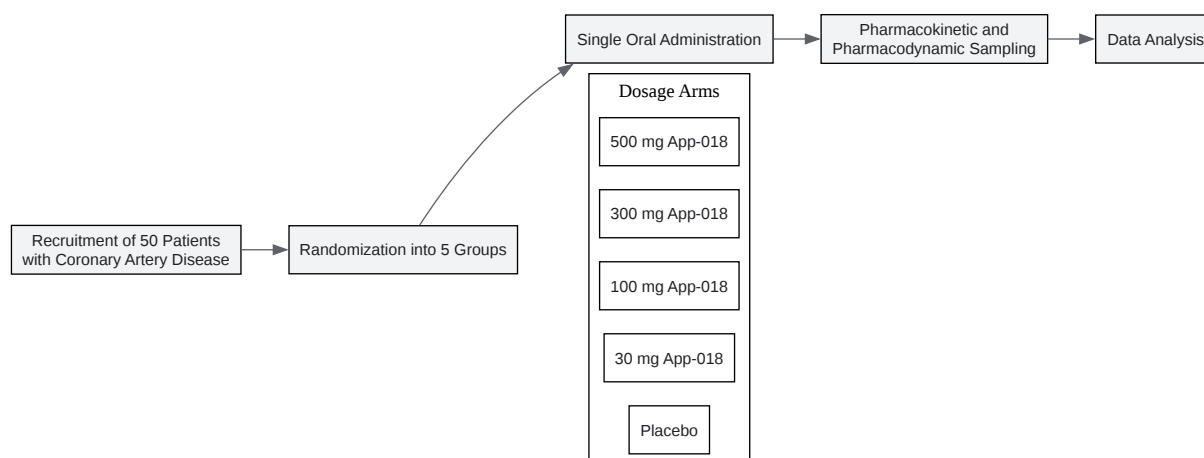 Single Oral Administration
Pharmacokinetic and
Pharmacodynamic Sampling
Data Analysis
Dosage Arms
500 mg App-018
300 mg App-018
Recruitment of 50 Patients
with Coronary Artery Disease
Randomization into 5 Groups
100 mg App-018
30 mg App-018
Placebo